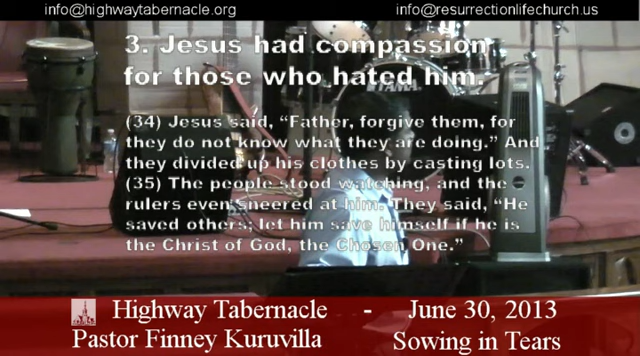 info@highwaytabernacle.org
info@resurrectionlifechurch.us
3. Jesus had compassion
for those who hated him.
TAMA
(34) Jesus said, “Father, forgive them, for
they do not know what they are doing.” And
they divided up his clothes by casting lots.
(35) The people stood watching, and the
rulers even sneered at him. They said, “He
saved others; let him save himself if he is
the Christ of God, the Chosen One.”
Highway Tabernacle - June 30, 2013
Pastor Finney Kuruvilla Sowing in Tears